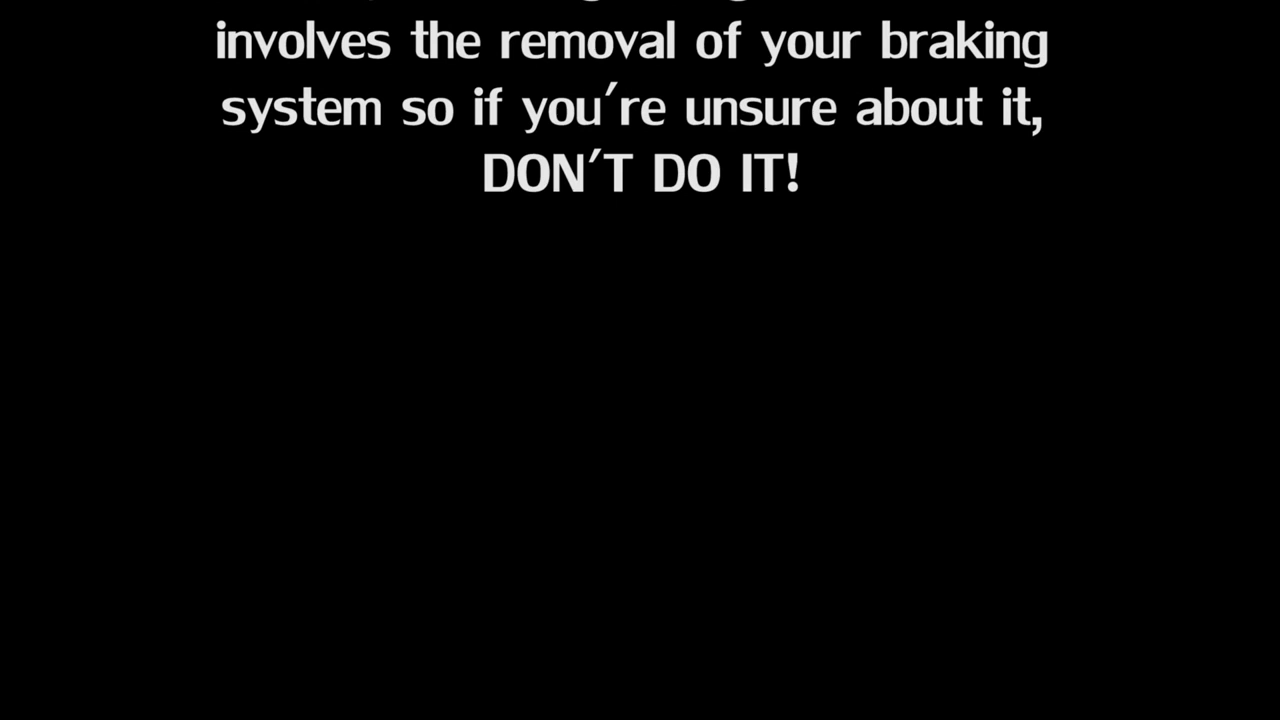 involves the removal of your braking
system so if you're unsure about it,
DON'T DO IT!